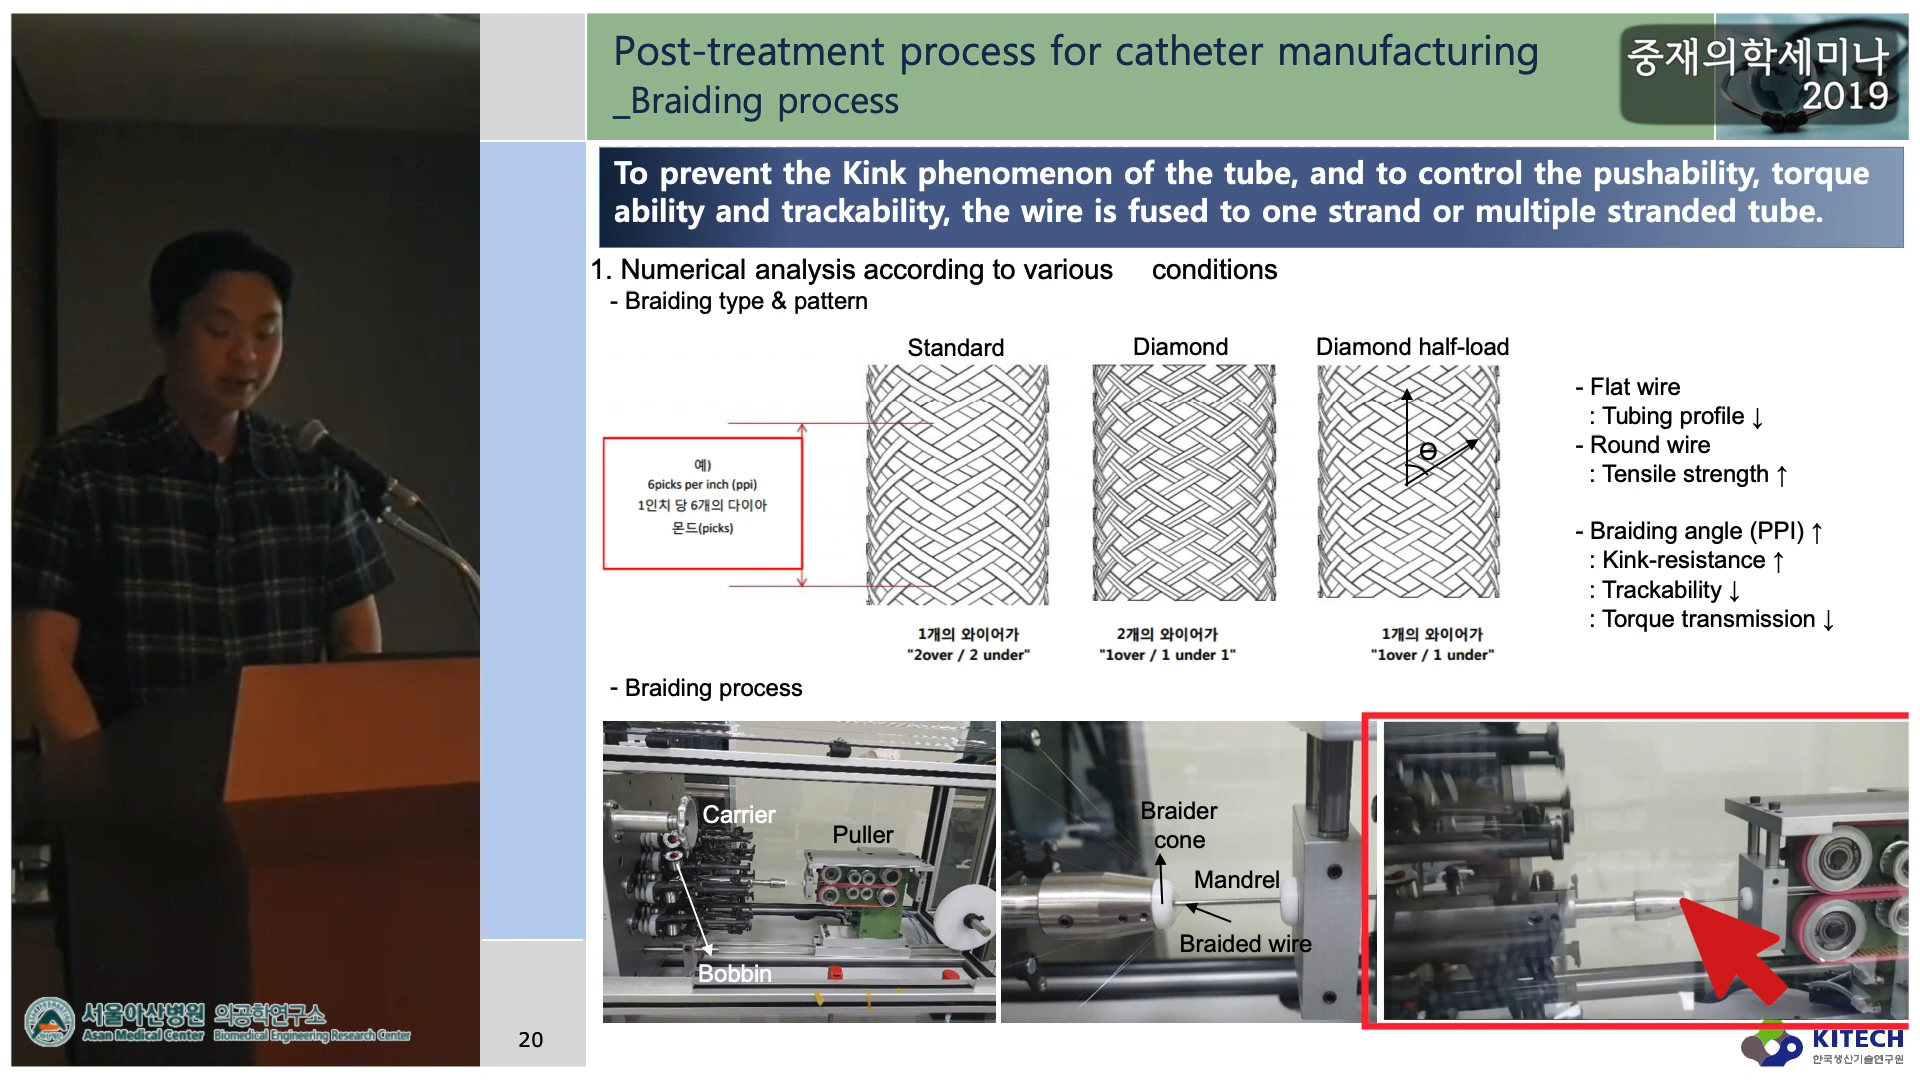 Post-treatment process for catheter manufacturing
_Braiding process
중재의학세미나
2019
To prevent the Kink phenomenon of the tube, and to control the pushability, torque
ability and trackability, the wire is fused to one strand or multiple stranded tube.
1. Numerical analysis according to various conditions
- Braiding type & pattern
Standard
Diamond
Diamond half-load
예)
6picks per inch (ppi)
1인치 당 6개의 다이아
몬드(picks)
Ɵ
- Flat wire
: Tubing profile ↓
- Round wire
: Tensile strength ↑
- Braiding angle (PPI) ↑
: Kink-resistance ↑
: Trackability ↓
: Torque transmission ↓
1개의 와이어가
"2over / 2 under"
2개의 와이어가
"1over / 1 under 1"
1개의 와이어가
"1over / 1 under"
- Braiding process
Carrier
Puller
Bobbin
Braider
cone
Mandrel
Braided wire
서울아산병원 의공학연구소
Asan Medical Center Biomedical Engineering Research Center
20
KITECH
한국생산기술연구원